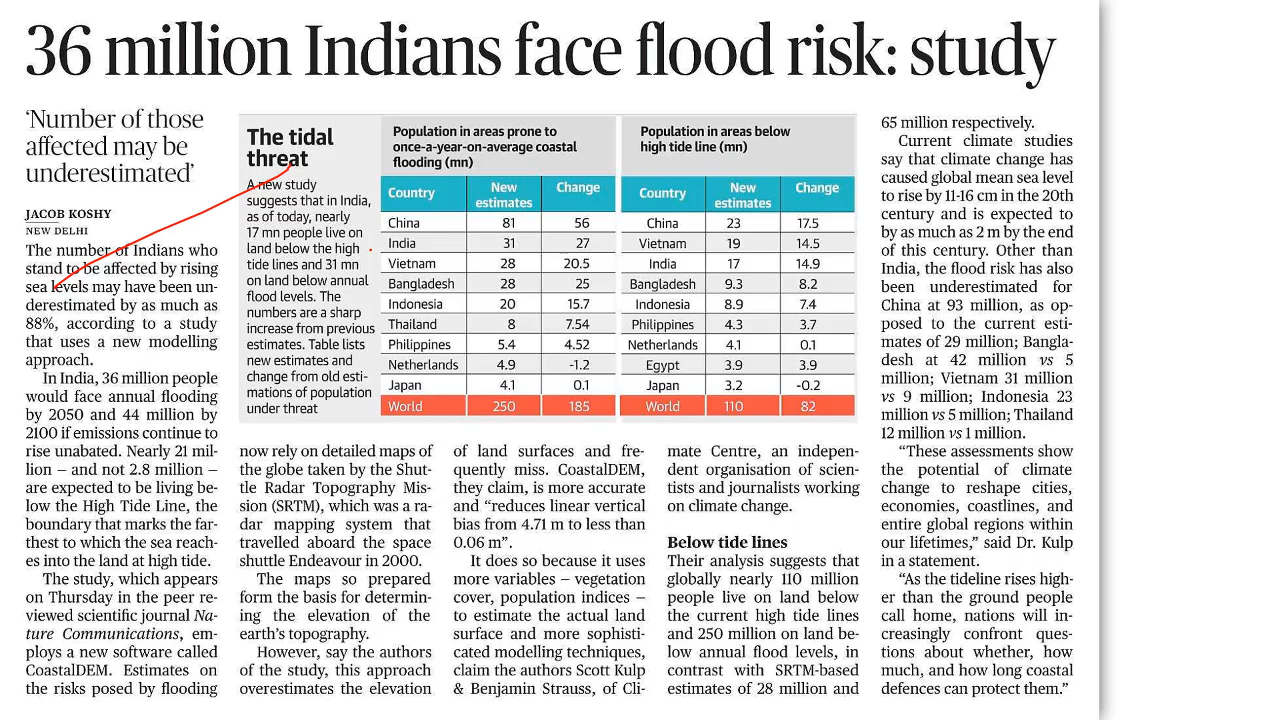 36 million Indians face flood risk: study
‘Number of those
affected may be
underestimated’
JACOB KOSHY
NEW DELHI
The number of Indians who
stand to be affected by rising
sea levels may have been un-
derestimated by as much as
88%, according to a study
that uses a new modelling
approach.
In India, 36 million people
would face annual flooding
by 2050 and 44 million by
2100 if emissions continue to
rise unabated. Nearly 21 mil-
lion – and not 2.8 million –
are expected to be living be-
low the High Tide Line, the
boundary that marks the far-
thest to which the sea reach-
es into the land at high tide.
The study, which appears
on Thursday in the peer re-
viewed scientific journal Na-
ture Communications, em-
ploys a new software called
CoastalDEM. Estimates on
the risks posed by flooding
The tidal
threat
A new study
suggests that in India,
as of today, nearly
17 mn people live on
land below the high
tide lines and 31 mn
on land below annual
flood levels. The
numbers are a sharp
increase from previous
estimates. Table lists
new estimates and
change from old esti-
mations of population
under threat
Population in areas prone to
once-a-year-on-average coastal
flooding (mn)
Country New estimates Change
China 81 56
India 31 27
Vietnam 28 20.5
Bangladesh 28 25
Indonesia 20 15.7
Thailand 8 7.54
Philippines 5.4 4.52
Netherlands 4.9 -1.2
Japan 4.1 0.1
World 250 185
Population in areas below
high tide line (mn)
Country New estimates Change
China 23 17.5
Vietnam 19 14.5
India 17 14.9
Bangladesh 9.3 8.2
Indonesia 8.9 7.4
Philippines 4.3 3.7
Netherlands 4.1 0.1
Egypt 3.9 3.9
Japan 3.2 -0.2
World 110 82
now rely on detailed maps of
the globe taken by the Shut-
tle Radar Topography Mis-
sion (SRTM), which was a ra-
dar mapping system that
travelled aboard the space
shuttle Endeavour in 2000.
The maps so prepared
form the basis for determin-
ing the elevation of the
earth’s topography.
However, say the authors
of the study, this approach
overestimates the elevation
of land surfaces and fre-
quently miss. CoastalDEM,
they claim, is more accurate
and “reduces linear vertical
bias from 4.71 m to less than
0.06 m”.
It does so because it uses
more variables – vegetation
cover, population indices –
to estimate the actual land
surface and more sophisti-
cated modelling techniques,
claim the authors Scott Kulp
& Benjamin Strauss, of Cli-
mate Centre, an indepen-
dent organisation of scien-
tists and journalists working
on climate change.
Below tide lines
Their analysis suggests that
globally nearly 110 million
people live on land below
the current high tide lines
and 250 million on land be-
low annual flood levels, in
contrast with SRTM-based
estimates of 28 million and
65 million respectively.
Current climate studies
say that climate change has
caused global mean sea level
to rise by 11-16 cm in the 20th
century and is expected to
by as much as 2 m by the end
of this century. Other than
India, the flood risk has also
been underestimated for
China at 93 million, as op-
posed to the current esti-
mates of 29 million; Bangla-
desh at 42 million vs 5
million; Vietnam 31 million
vs 9 million; Indonesia 23
million vs 5 million; Thailand
12 million vs 1 million.
“These assessments show
the potential of climate
change to reshape cities,
economies, coastlines, and
entire global regions within
our lifetimes,” said Dr. Kulp
in a statement.
“As the tideline rises high-
er than the ground people
call home, nations will in-
creasingly confront ques-
tions about whether, how
much, and how long coastal
defences can protect them.”